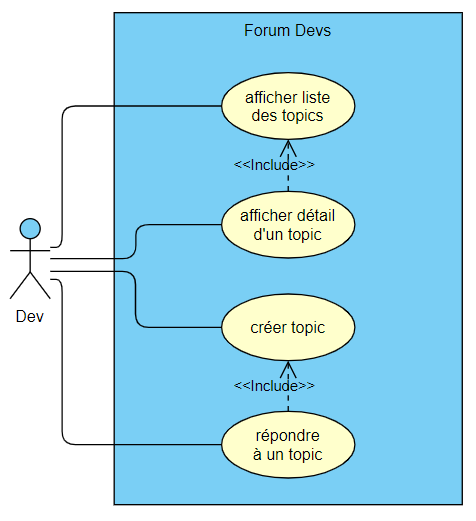 Forum Devs
afficher liste
des topics
<<Include>>
afficher détail
d'un topic
Dev
créer topic
<<Include>>
répondre
à un topic